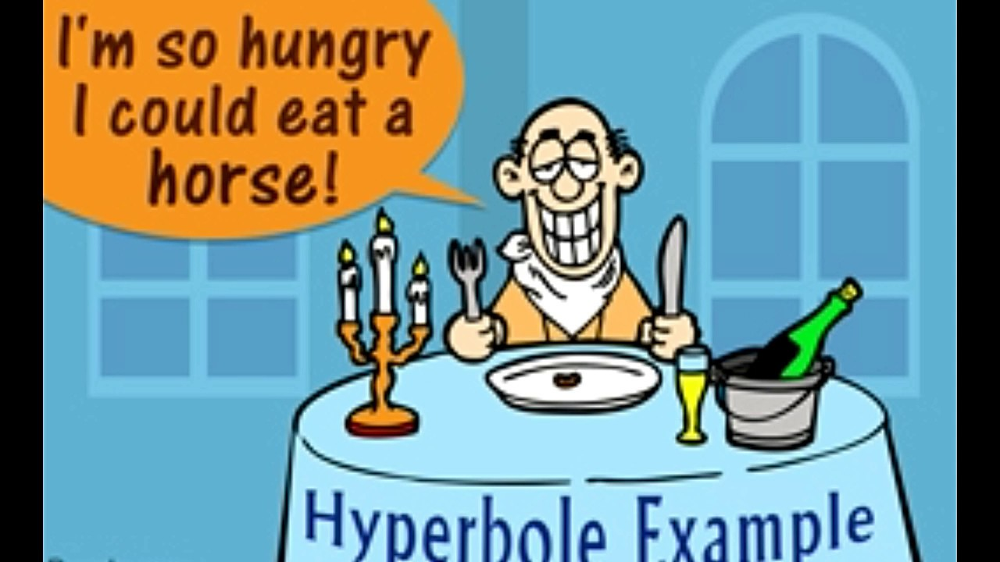 I'm so hungry
I could eat a
horse!
Hyperbole Example